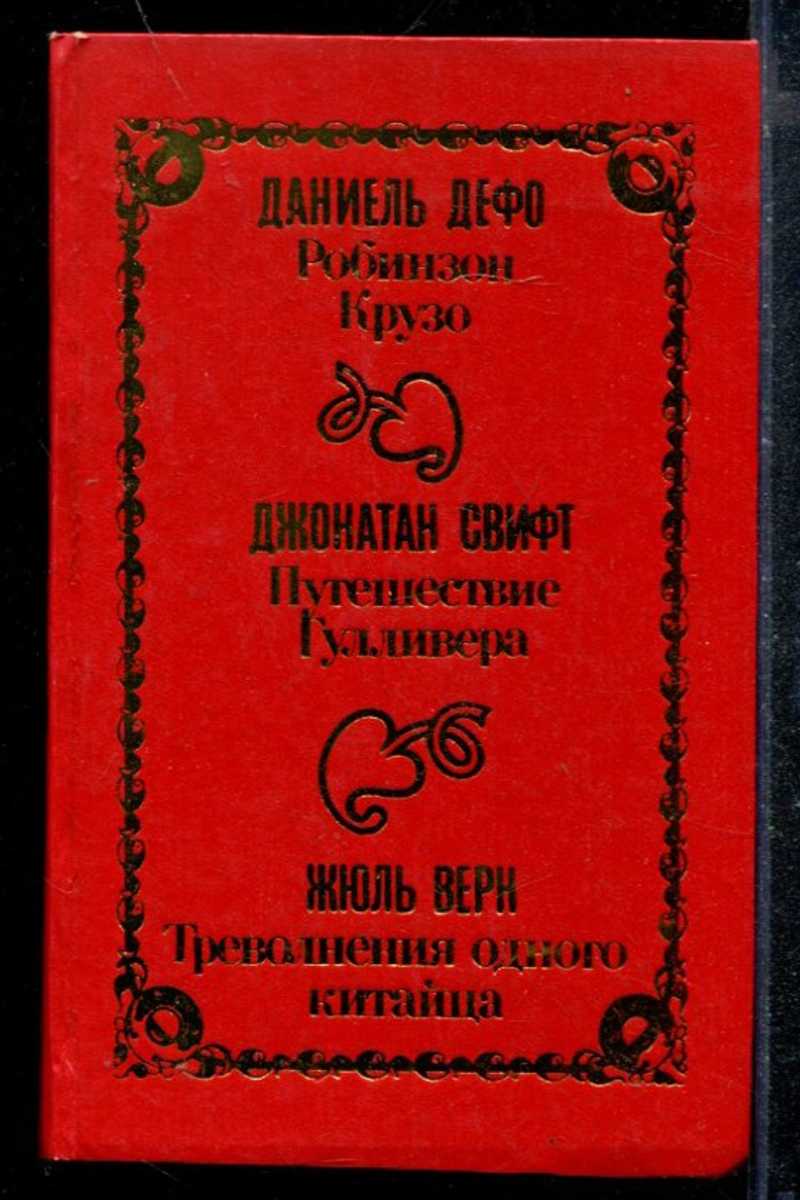 ДАНИЕЛЬ ДЕФО
Робинзон
Крузо
ДЖОНАТАН СВИФТ
Путешествие
Гулливера
ЖЮЛЬ ВЕРН
Треволнения одного
китайца